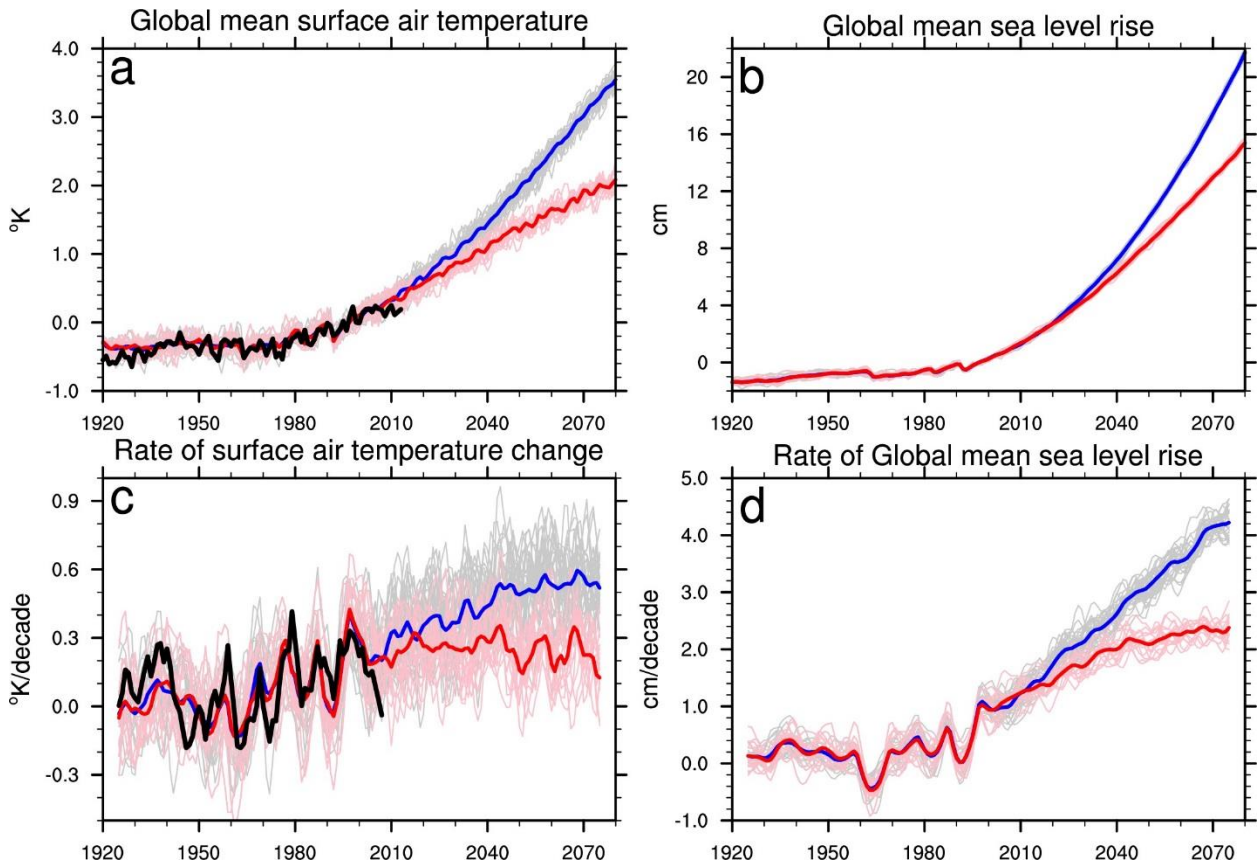 Global mean surface air temperature
a
4.0
3.0
2.0
1.0
0.0
-1.0
ºK
1920 1950 1980 2010 2040 2070
Global mean sea level rise
b
20
16
12
8
4
0
cm
1920 1950 1980 2010 2040 2070
Rate of surface air temperature change
c
0.9
0.6
0.3
0.0
-0.3
ºK/decade
1920 1950 1980 2010 2040 2070
Rate of Global mean sea level rise
d
5.0
4.0
3.0
2.0
1.0
0.0
-1.0
cm/decade
1920 1950 1980 2010 2040 2070